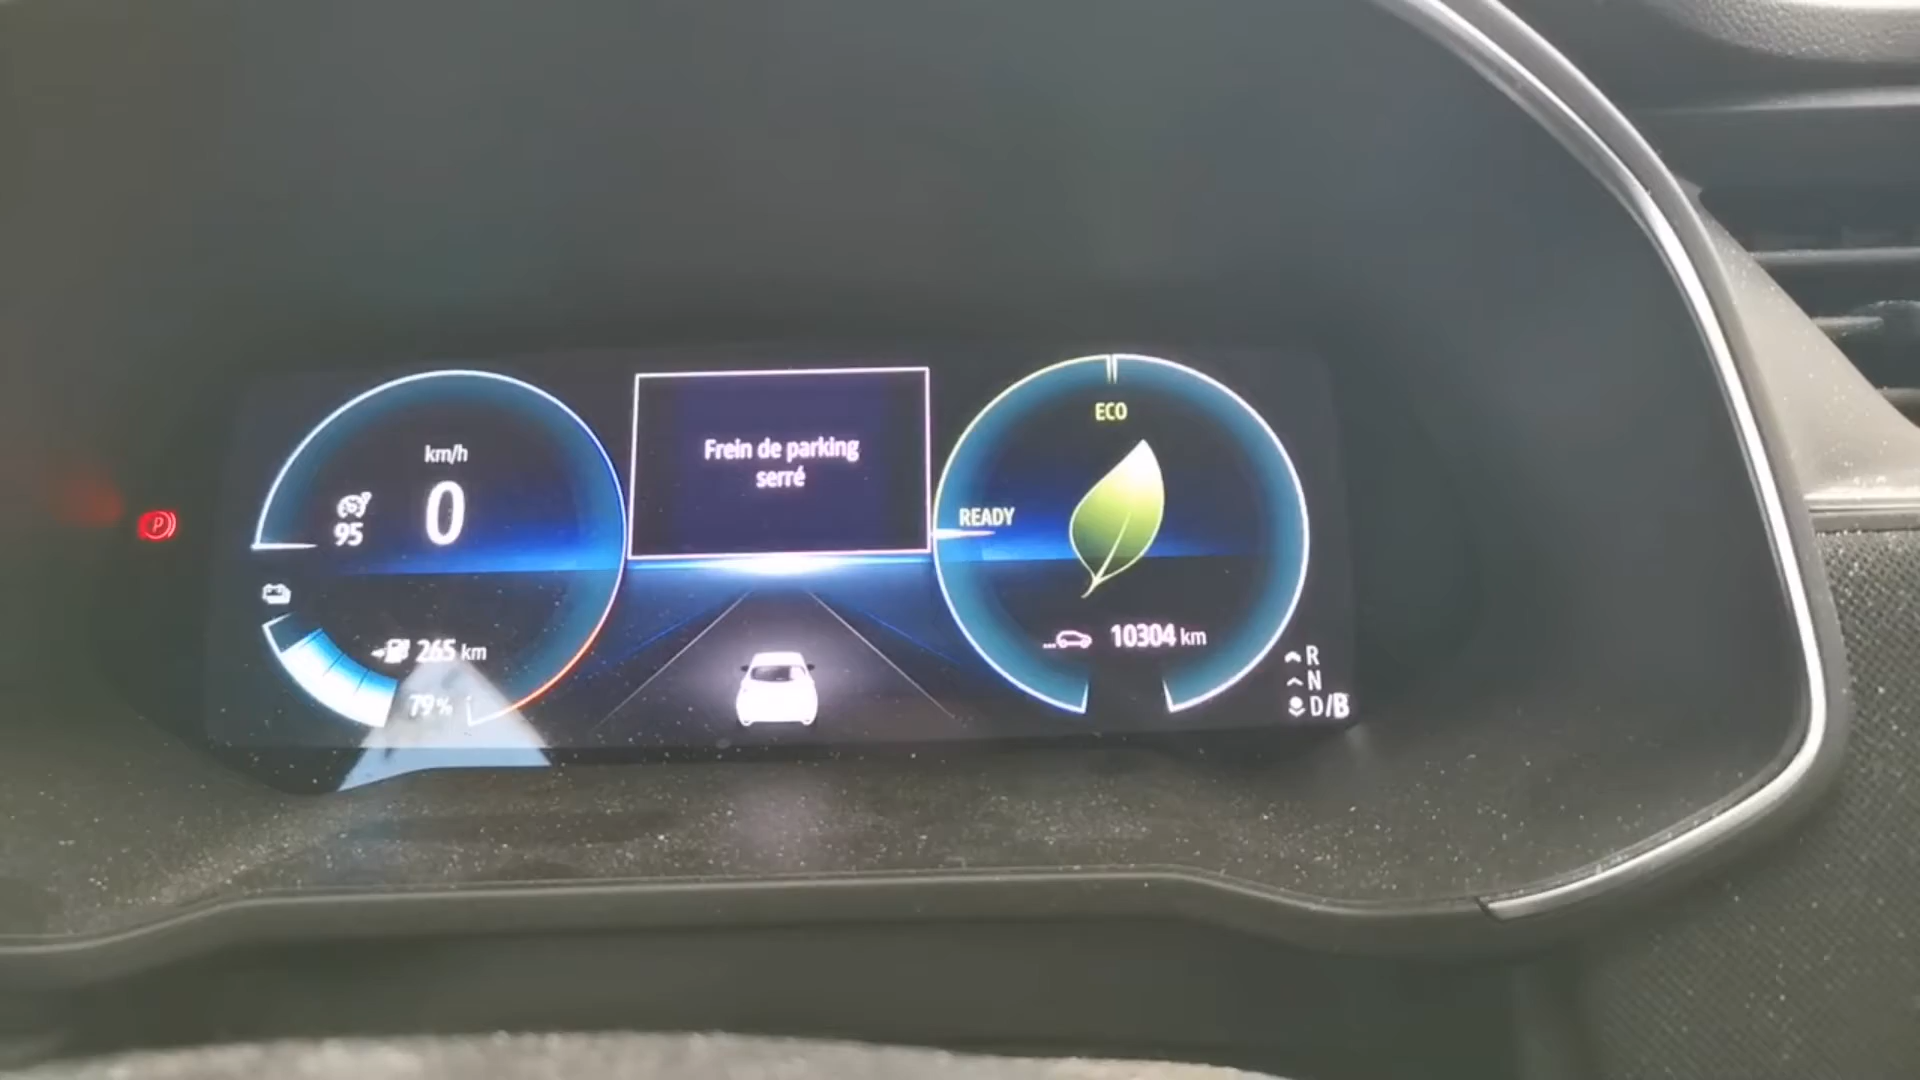 km/h
0
95
265 km
79%
Frein de parking
serré
ECO
READY
...
10304 km
R
N
D/B
P